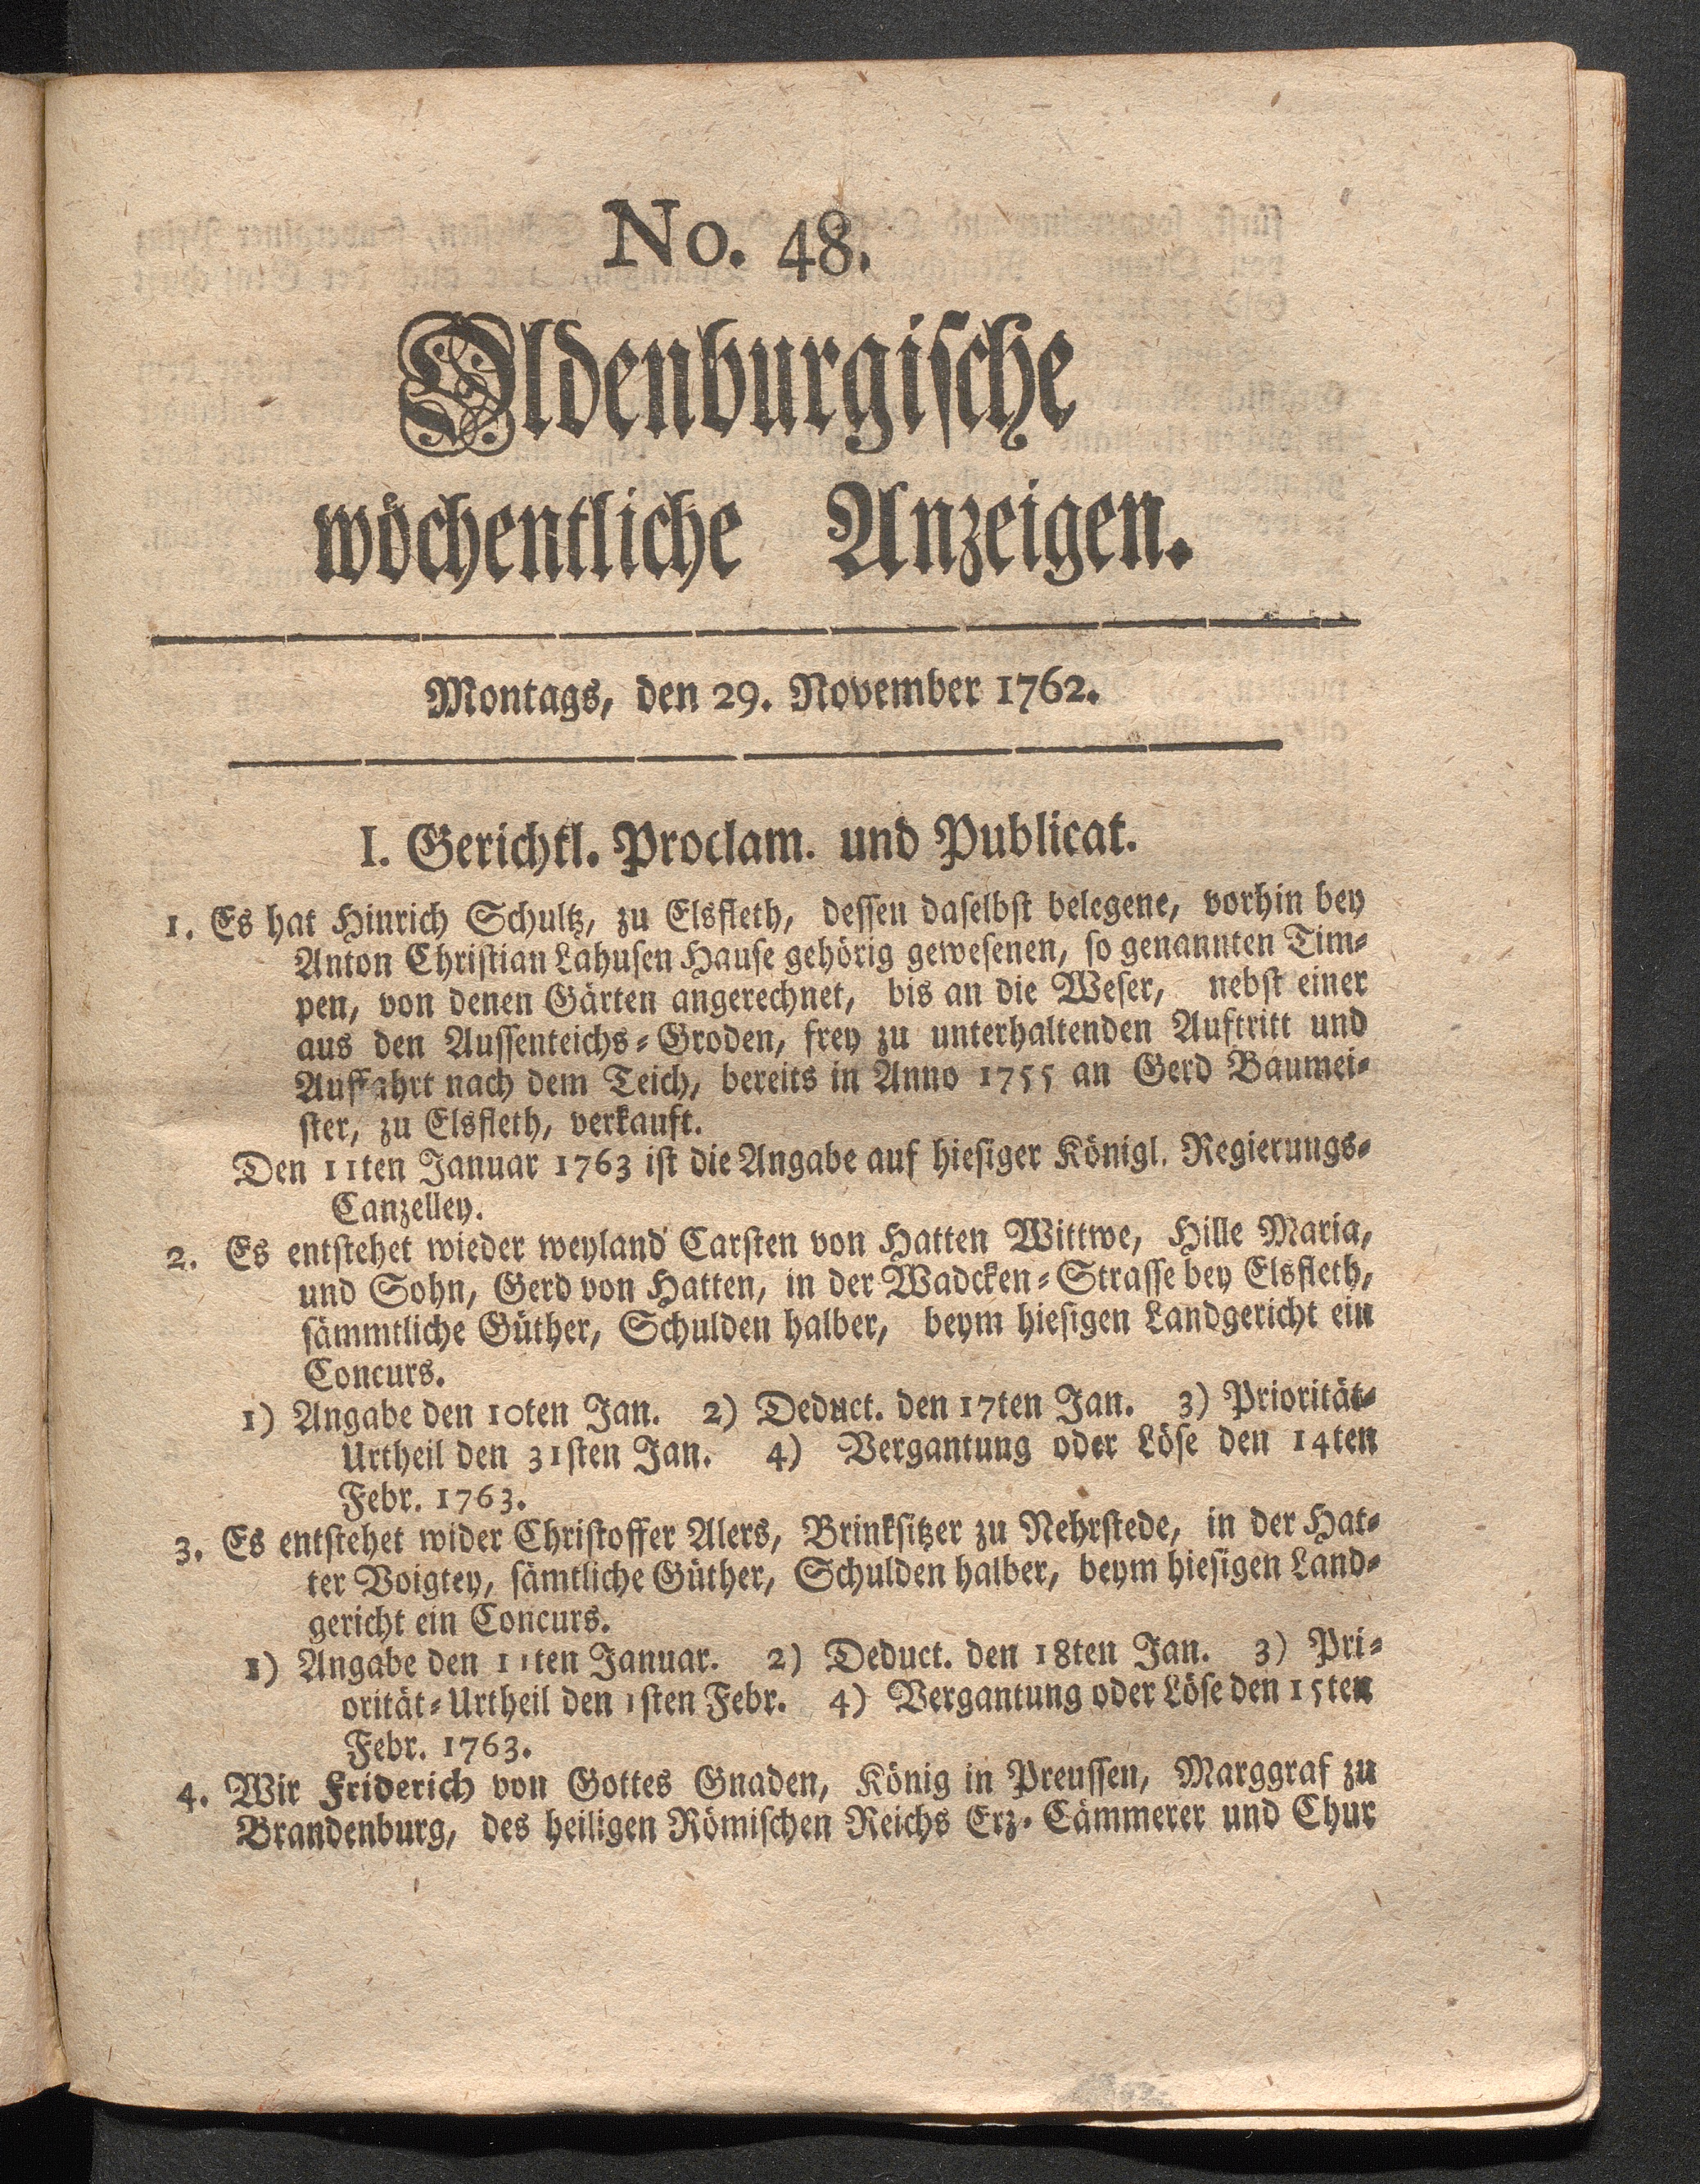 No. 48.
Oldenburgische
wöchentliche Anzeigen.
Montags, den 29. November 1762.
I. Gerichtl. Proclam. und Publicat.
1. Es hat Hinrich Schultz, zu Elsfleth, dessen daselbst belegene, vorhin bey
Anton Christian Lahusen Hause gehörig gewesenen, so genannten Tim-
pen, von denen Gärten angerechnet, bis an die Weser, nebst einer
aus den Aussenteichs-Groden, frey zu unterhaltenden Auftritt und
Auffahrt nach dem Teich, bereits in Anno 1755 an Gerd Baumei-
ster, zu Elsfleth, verkauft.
Den 11ten Januar 1763 ist die Angabe auf hiesiger Königl. Regierungs-
Canzelley.
2. Es entstehet wieder weyland Carsten von Hatten Wittwe, Hille Maria,
und Sohn, Gerd von Hatten, in der Wadcken-Strasse bey Elsfleth,
sämmtliche Güther, Schulden halber, beym hiesigen Landgericht ein
Concurs.
1) Angabe den 10ten Jan. 2) Deduct. den 17ten Jan. 3) Priorität-
Urtheil den 31sten Jan. 4) Vergantung oder Löse den 14ten
Febr. 1763.
3. Es entstehet wider Christoffer Alers, Brinksitzer zu Nehrstede, in der Hat-
ter Voigtey, sämtliche Güther, Schulden halber, beym hiesigen Land-
gericht ein Concurs.
1) Angabe den 11ten Januar. 2) Deduct. den 18ten Jan. 3) Pri-
orität-Urtheil den 1sten Febr. 4) Vergantung oder Löse den 15ten
Febr. 1763.
4. Wir Friderich von Gottes Gnaden, König in Preussen, Marggraf zu
Brandenburg, des heiligen Römischen Reichs Erz-Cämmerer und Chur